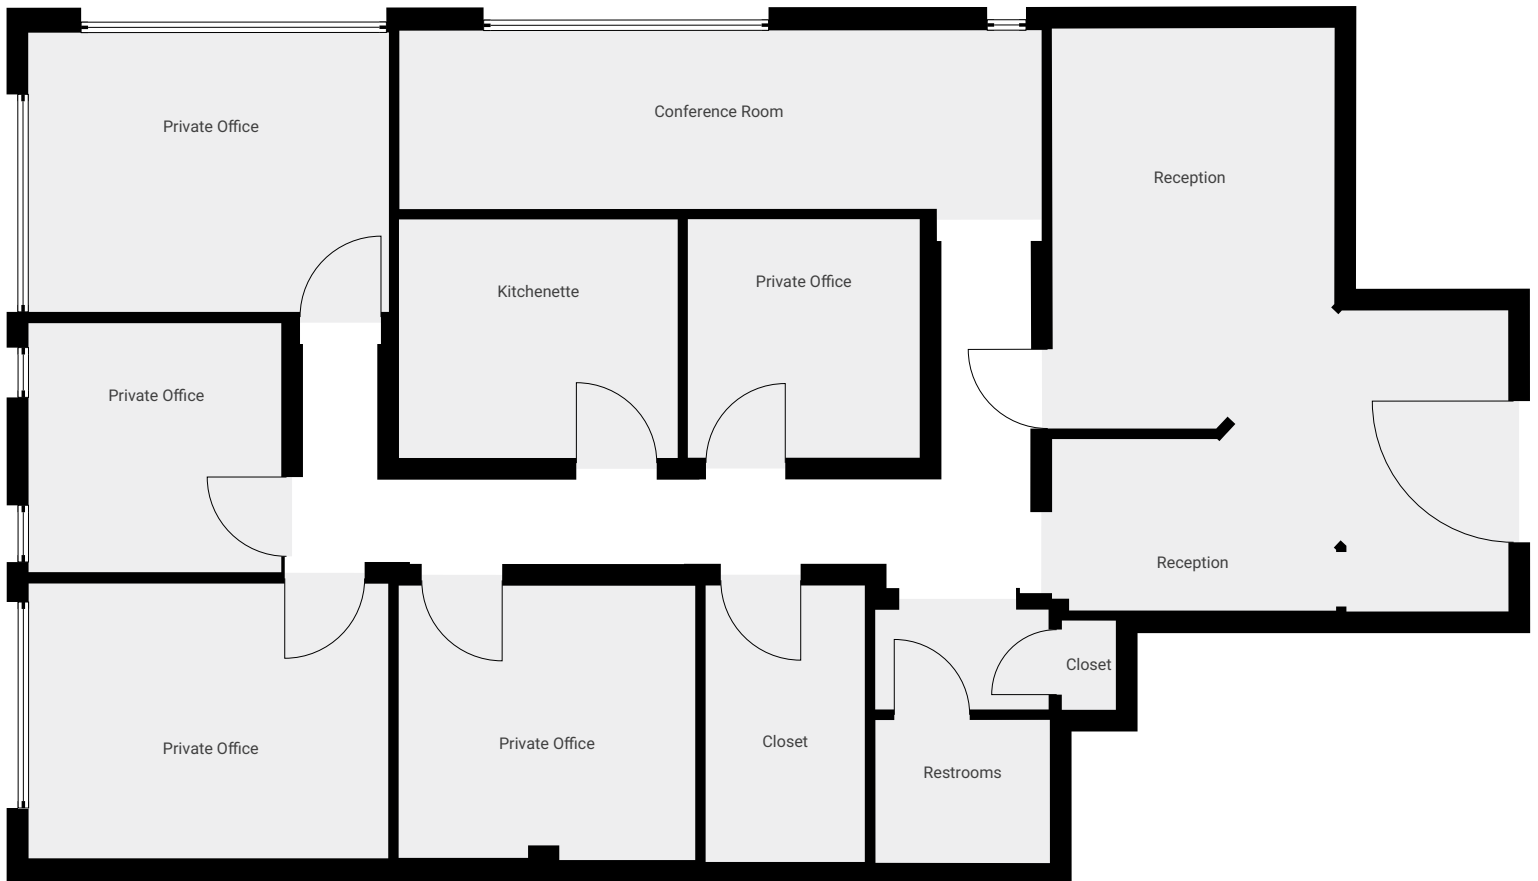 Conference Room
Private Office
Reception
Private Office
Kitchenette
Private Office
Reception
Closet
Closet
Private Office
Private Office
Restrooms